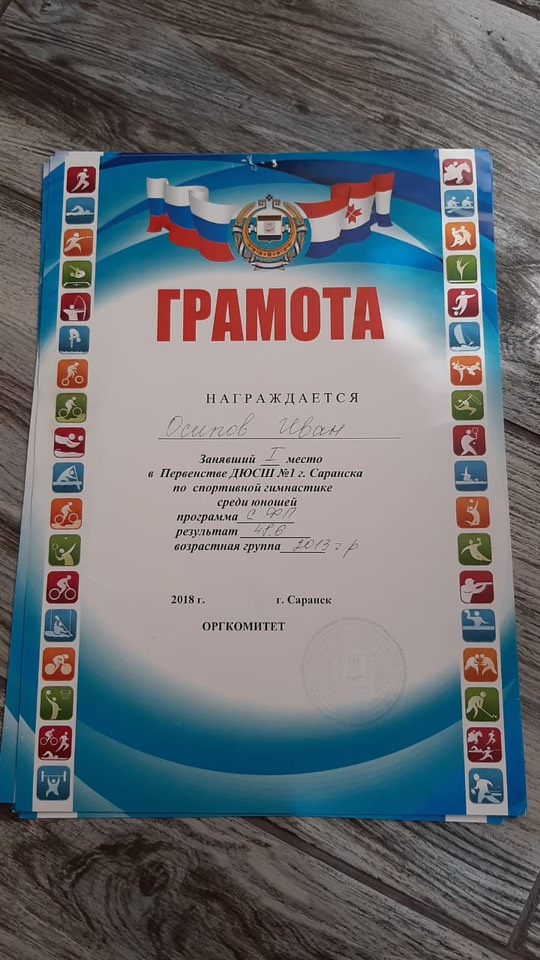 ГРАМОТА
НАГРАЖДАЕТСЯ
Осипов Иван
Занявший I место
в Первенстве ДЮСШ №1 г. Саранска
по спортивной гимнастике
среди юношей
программа с ФП
результат 48,6
возрастная группа 2013 г.р
2018 г. г. Саранск
ОРГКОМИТЕТ